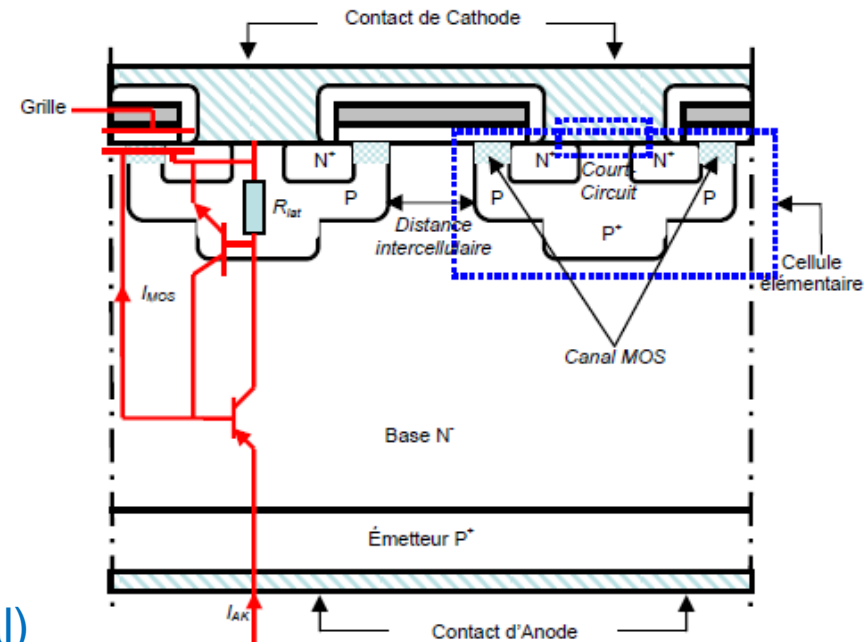 Contact de Cathode
Grille
N⁺
N⁺
N⁺
Court-
Circuit
R_lat
P
P
P
Distance
intercellulaire
P⁺
Cellule
élémentaire
I_MOS
Canal MOS
Base N⁻
Émetteur P⁺
l)
I_AK
Contact d'Anode